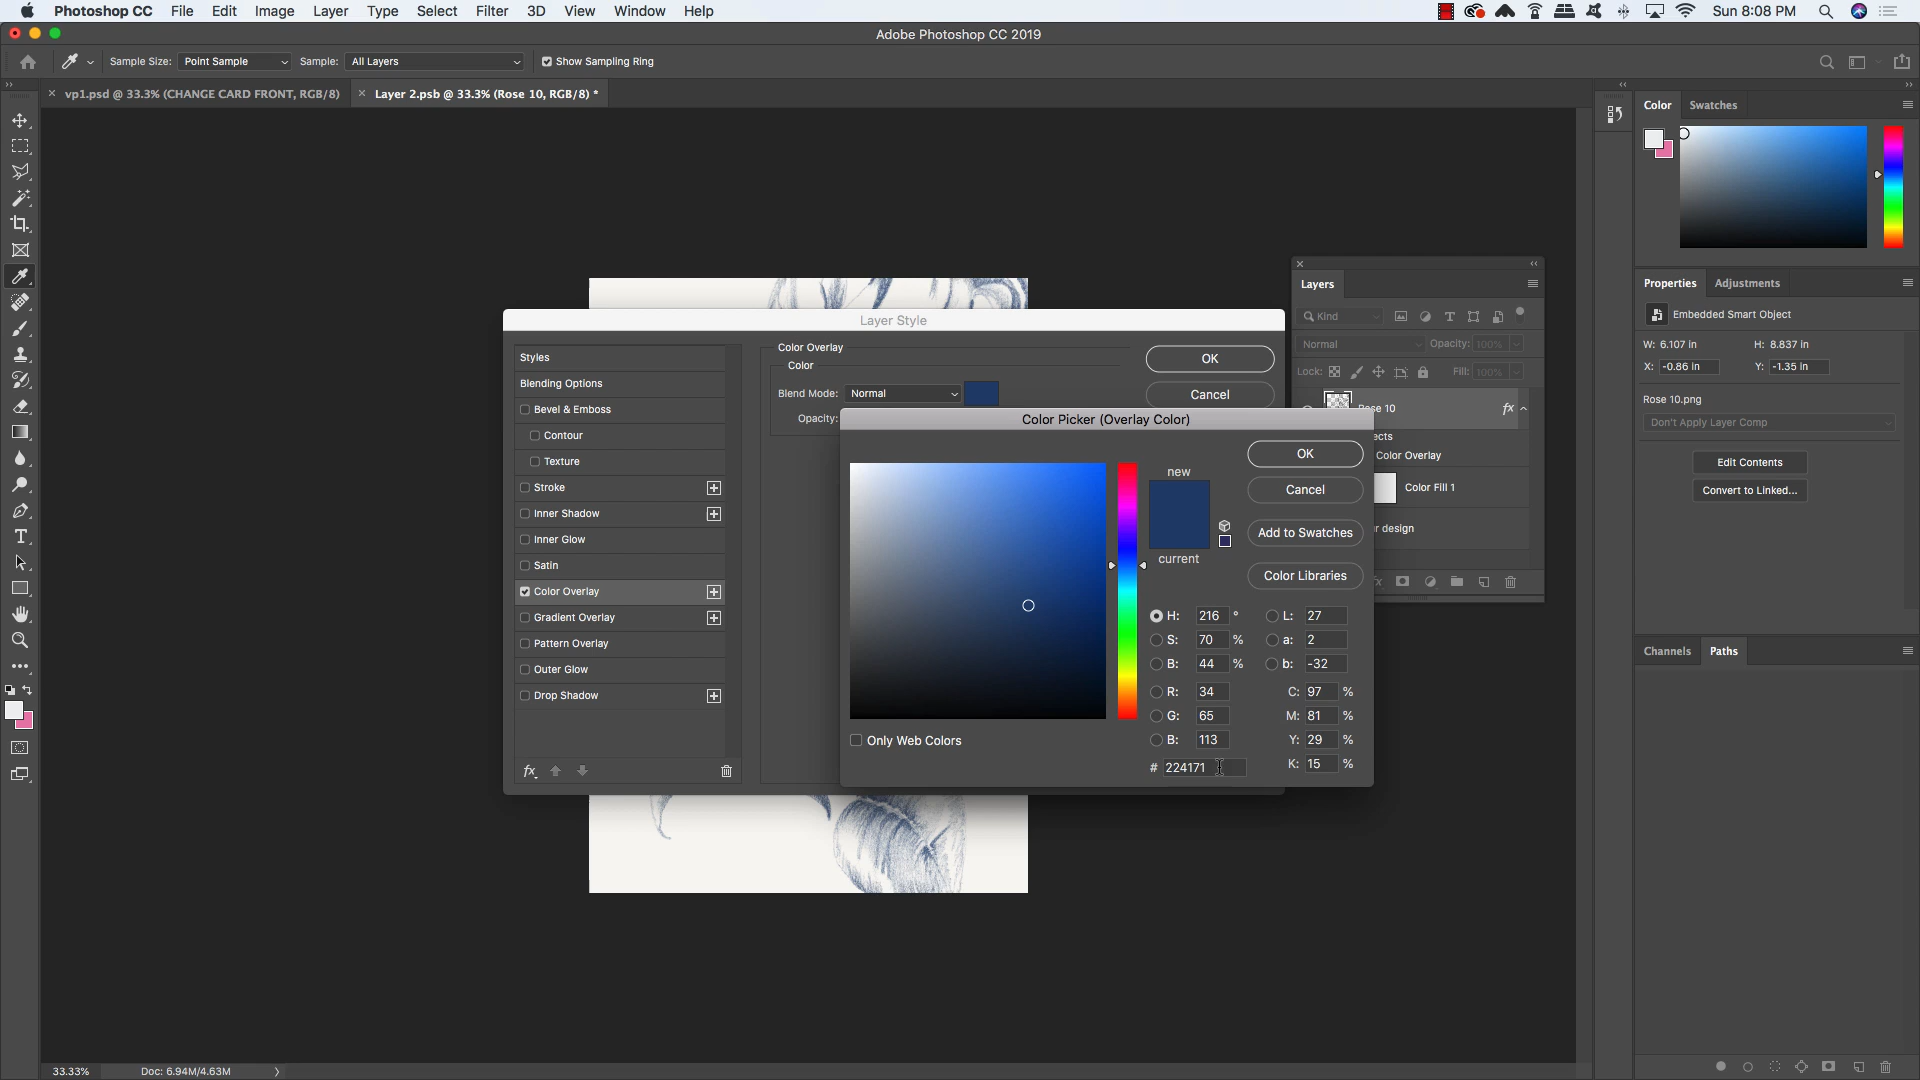 Photoshop CC File Edit Image Layer Type Select Filter 3D View Window Help Sun 8:08 PM
Adobe Photoshop CC 2019
Sample Size: Point Sample Sample: All Layers Show Sampling Ring
vp1.psd @ 33.3% (CHANGE CARD FRONT, RGB/8) Layer 2.psb @ 33.3% (Rose 10, RGB/8) *
Layer Style
Styles
Blending Options
Bevel & Emboss
Contour
Texture
Stroke
Inner Shadow
Inner Glow
Satin
Color Overlay
Gradient Overlay
Pattern Overlay
Outer Glow
Drop Shadow
fx
Color Overlay
Color
Blend Mode: Normal
Opacity:
OK
Cancel
Color Picker (Overlay Color)
new
current
OK
Cancel
Add to Swatches
Color Libraries
H: 216 ° L: 27
S: 70 % a: 2
B: 44 % b: -32
R: 34 C: 97 %
G: 65 M: 81 %
B: 113 Y: 29 %
# 224171 K: 15 %
Only Web Colors
Layers
Kind
Normal Opacity: 100%
Lock: Fill: 100%
Rose 10 fx
ects
Color Overlay
Color Fill 1
r design
Color Swatches
Properties Adjustments
Embedded Smart Object
W: 6.107 in H: 8.837 in
X: -0.86 in Y: -1.35 in
Rose 10.png
Don't Apply Layer Comp
Edit Contents
Convert to Linked...
Channels Paths
33.33% Doc: 6.94M/4.63M